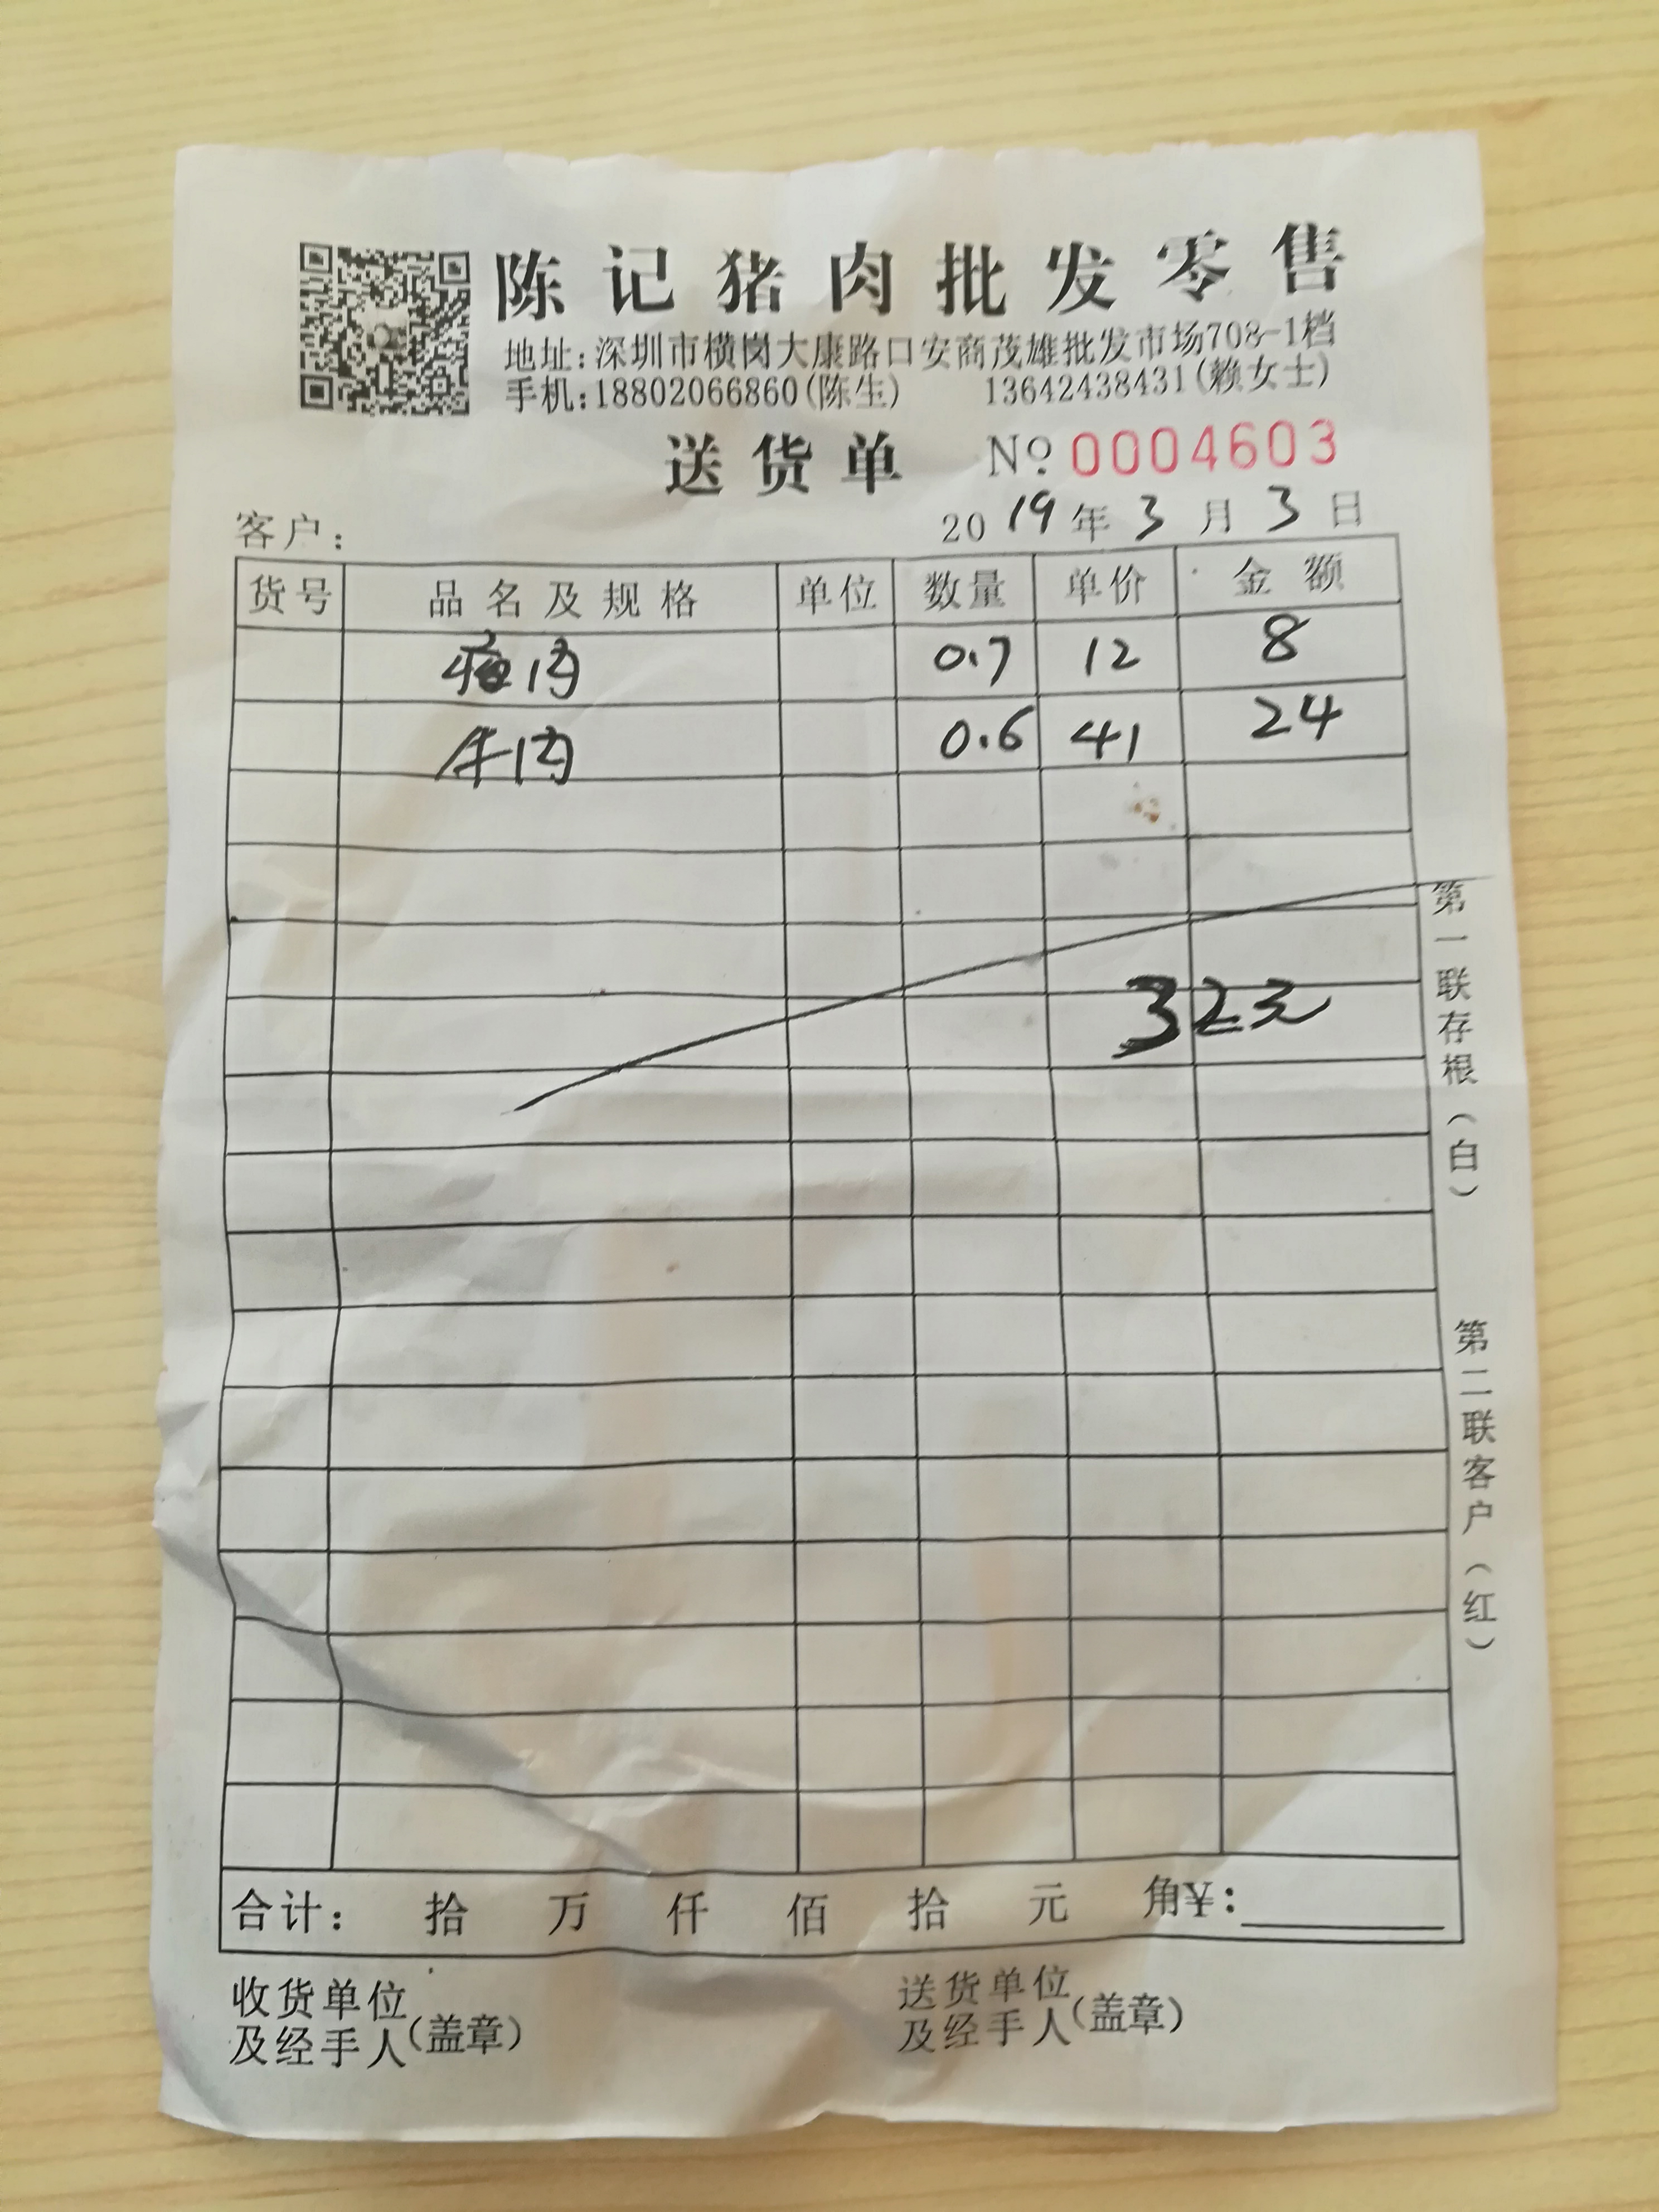 陈记猪肉批发零售
地址:深圳市横岗大康路口安商茂雄批发市场708-1档
手机:18802066860(陈生) 13642438431(赖女士)
送货单 № 0004603
客户: 2019年3月3日
货号 品名及规格 单位 数量 单价 金额
瘦肉 0.7 12 8
牛肉 0.6 41 24
32元
第一联存根(白)
第二联客户(红)
合计: 拾 万 仟 佰 拾 元 角¥:
收货单位及经手人(盖章)
送货单位及经手人(盖章)